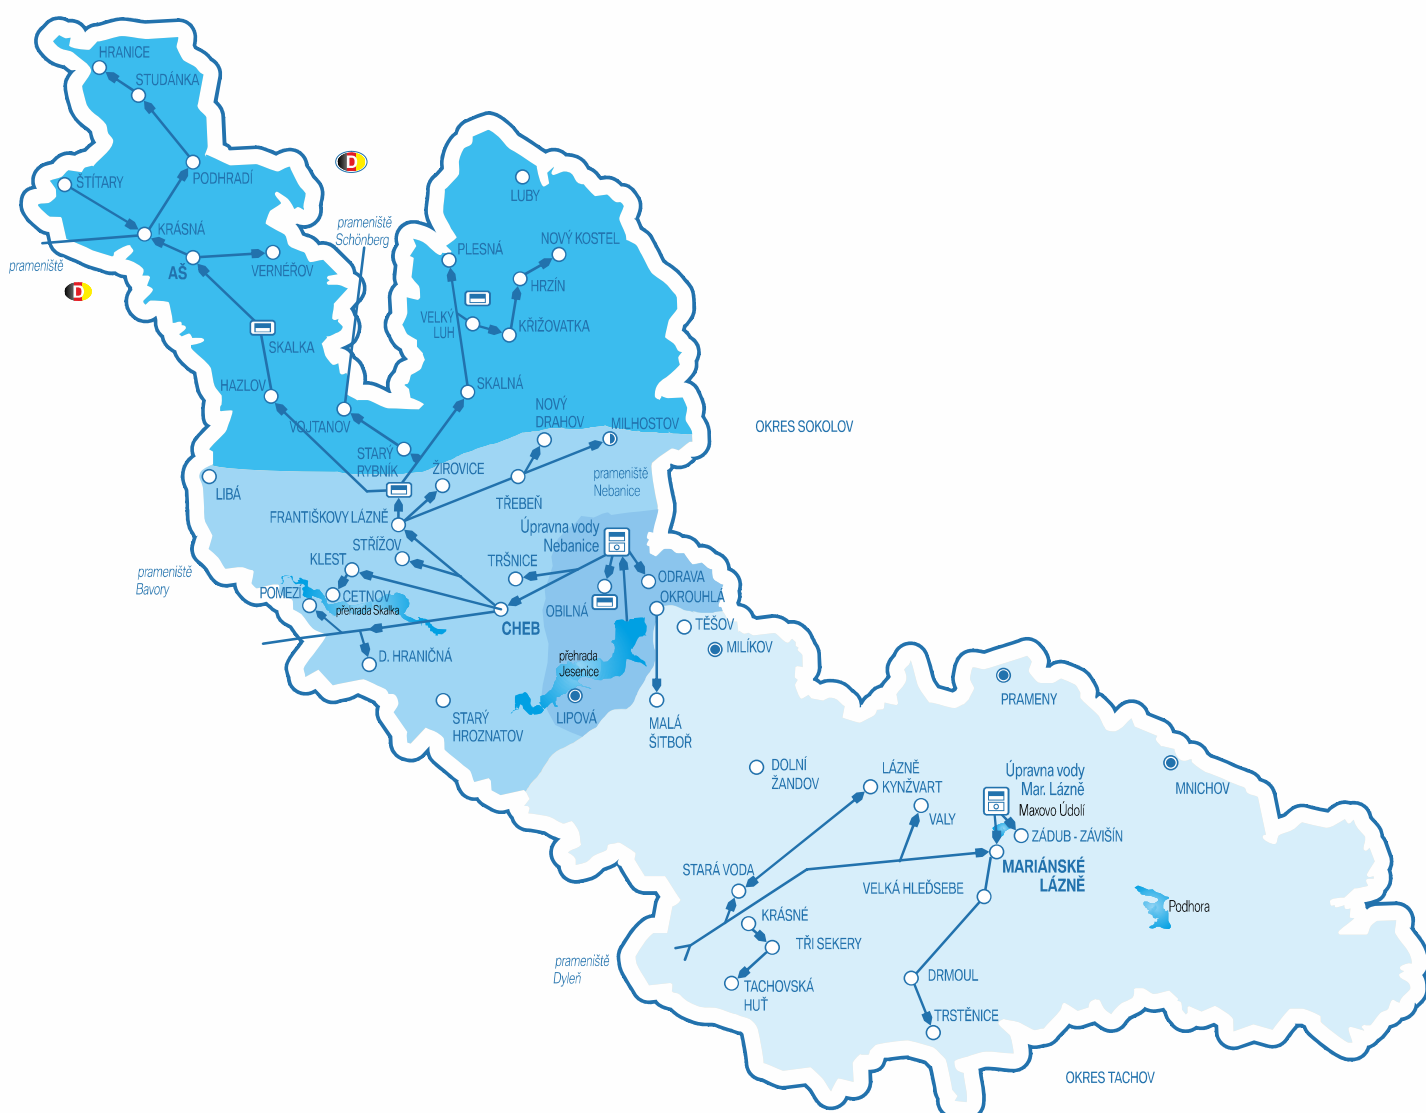 HRANICE
STUDÁNKA
D
PODHRADÍ
ŠTÍTARY
LUBY
KRÁSNÁ
prameniště
Schönberg
PLESNÁ
NOVÝ KOSTEL
prameniště
AŠ
VERNÉŘOV
HRZÍN
D
VELKÝ
LUH
KŘIŽOVATKA
SKALKA
HAZLOV
SKALNÁ
VOJTANOV
NOVÝ
DRAHOV
MILHOSTOV
OKRES SOKOLOV
STARÝ
RYBNÍK
ŽIROVICE
prameniště
Nebanice
LIBÁ
TŘEBEŇ
FRANTIŠKOVY LÁZNĚ
Úpravna vody
Nebanice
STŘÍŽOV
KLEST
TRŠNICE
prameniště
Bavory
POMEZÍ
CETNOV
přehrada Skalka
ODRAVA
OKROUHLÁ
OBILNÁ
CHEB
TĚŠOV
MILÍKOV
D. HRANIČNÁ
přehrada
Jesenice
LIPOVÁ
STARÝ
HROZNATOV
MALÁ
ŠITBOŘ
PRAMENY
DOLNÍ
ŽANDOV
LÁZNĚ
KYNŽVART
VALY
Úpravna vody
Mar. Lázně
Maxovo Údolí
MNICHOV
ZÁDUB - ZÁVIŠÍN
STARÁ VODA
VELKÁ HLEĎSEBE
MARIÁNSKÉ
LÁZNĚ
KRÁSNÉ
Podhora
TŘI SEKERY
prameniště
Dyleň
TACHOVSKÁ
HUŤ
DRMOUL
TRSTĚNICE
OKRES TACHOV